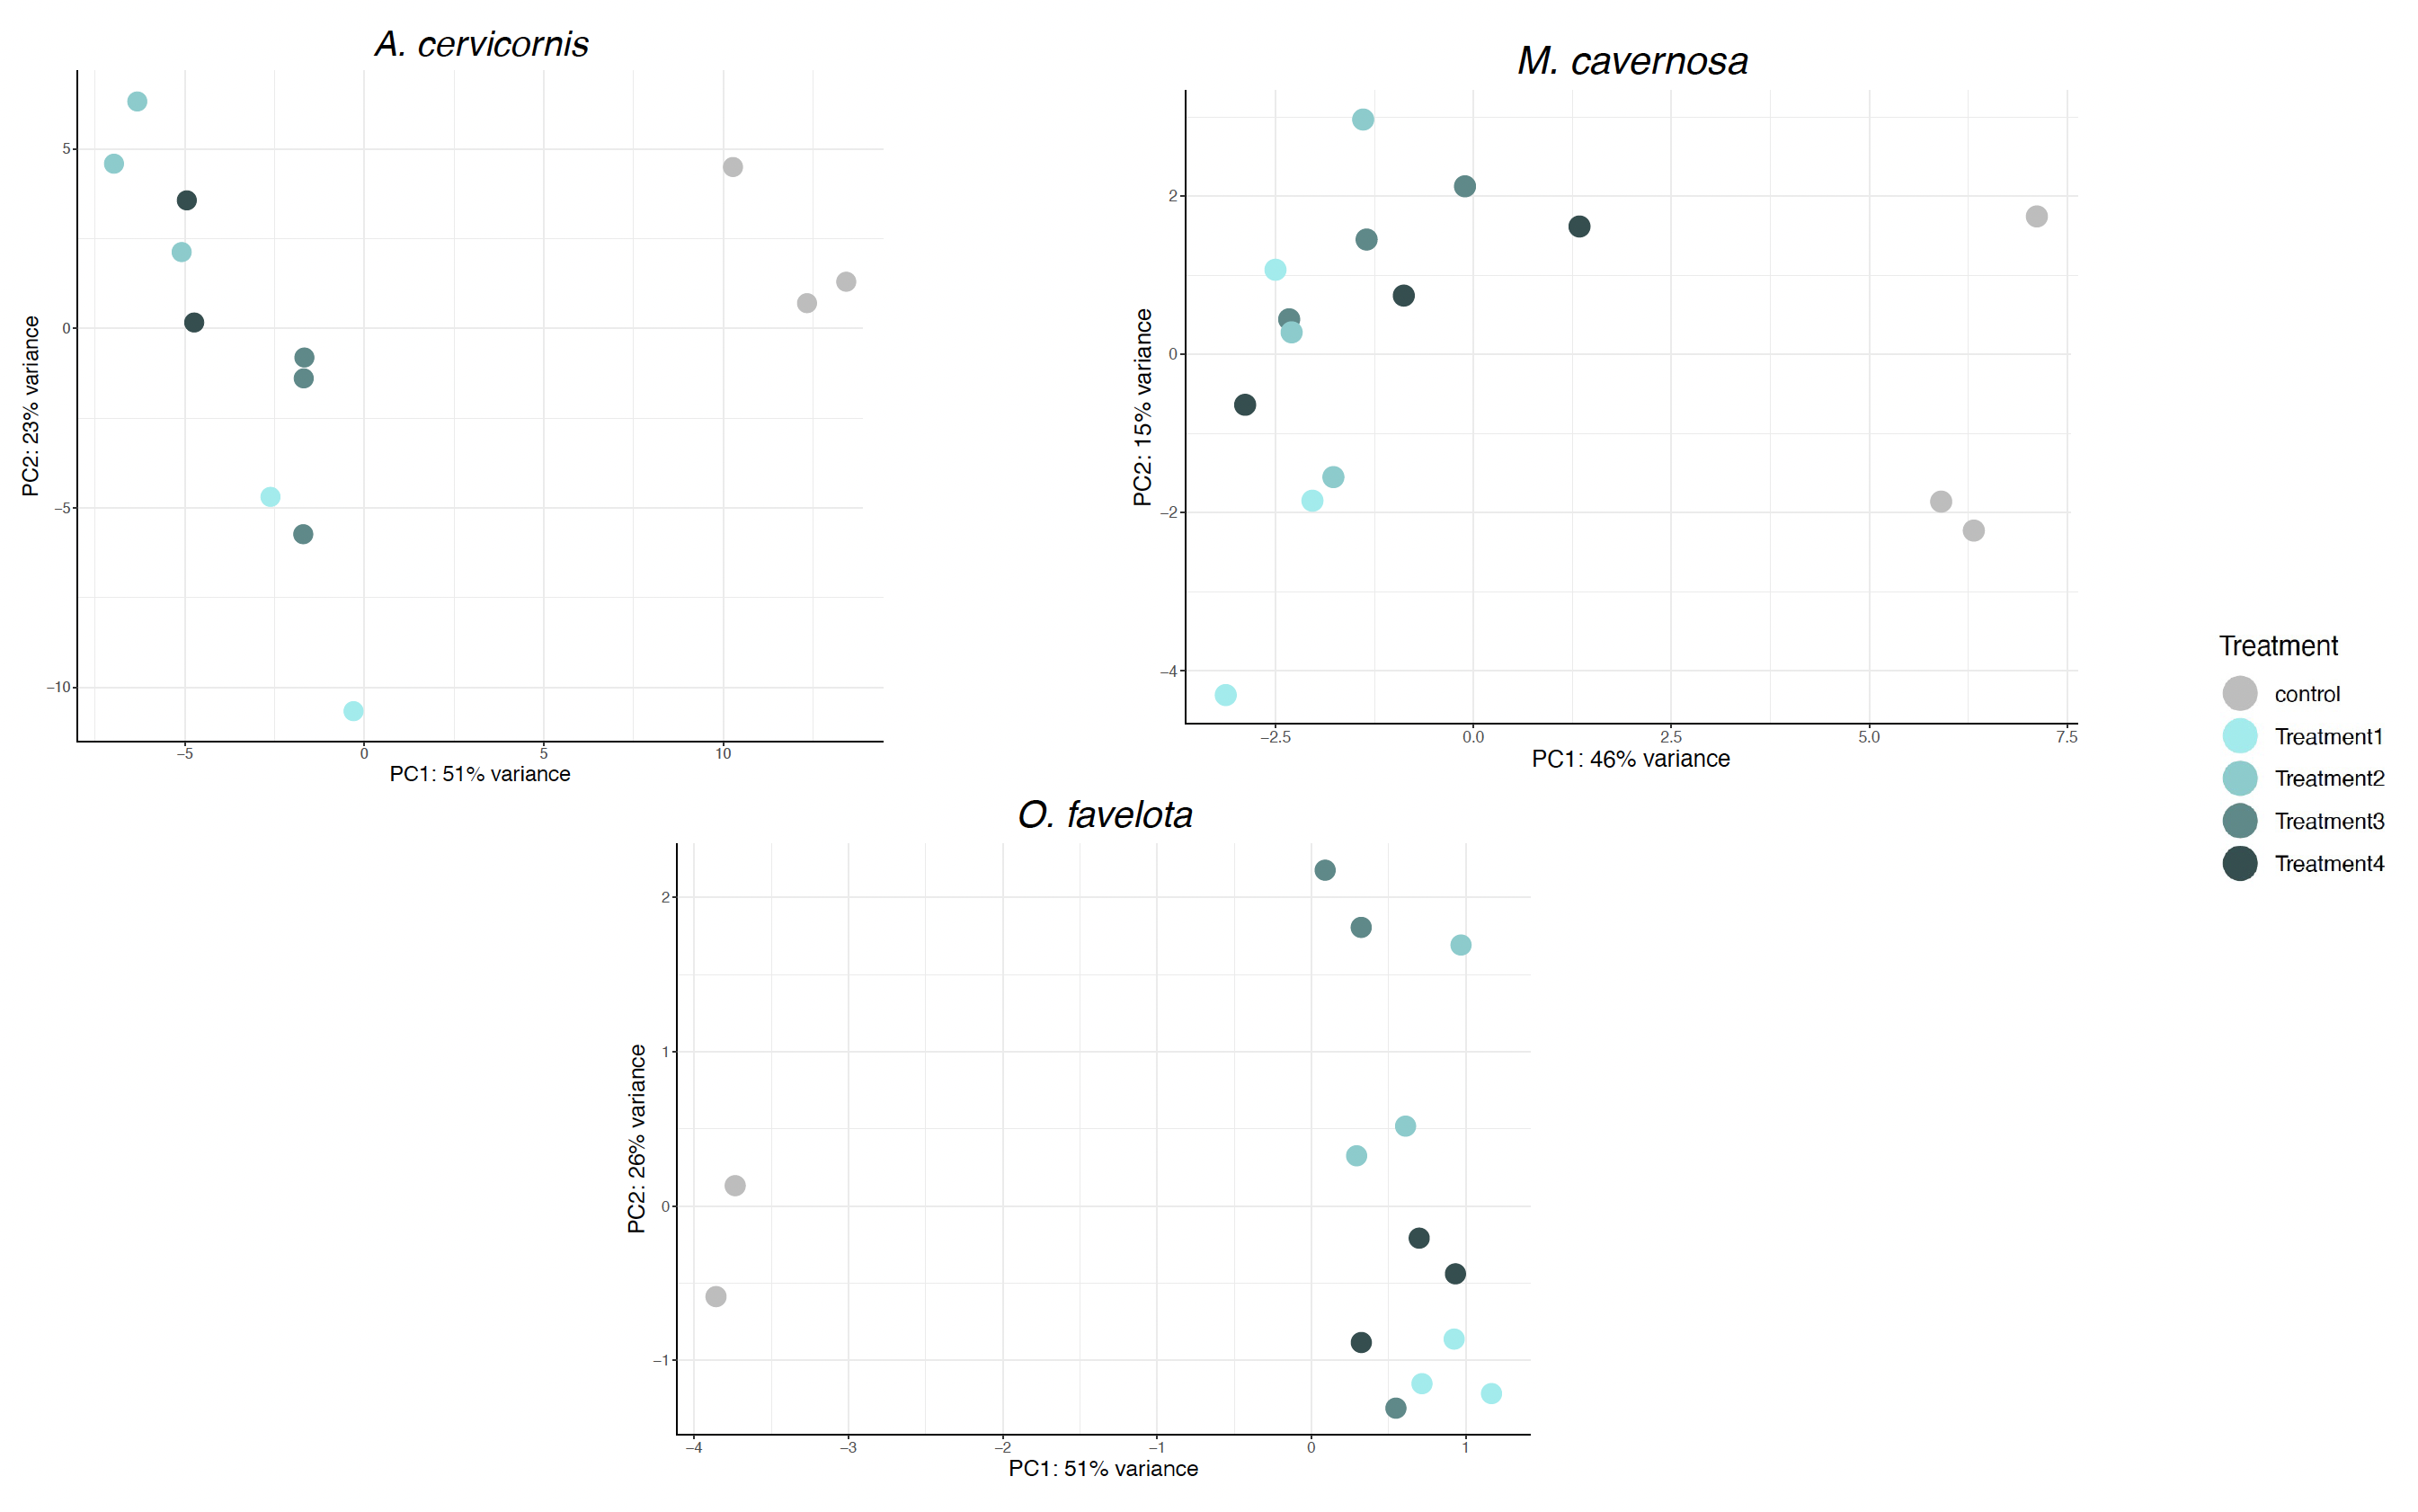 A. cervicornis
PC2: 23% variance
5
0
−5
−10
−5
0
5
10
PC1: 51% variance
M. cavernosa
PC2: 15% variance
2
0
−2
−4
−2.5
0.0
2.5
5.0
7.5
PC1: 46% variance
O. favelota
PC2: 26% variance
2
1
0
−1
−4
−3
−2
−1
0
1
PC1: 51% variance
Treatment
control
Treatment1
Treatment2
Treatment3
Treatment4